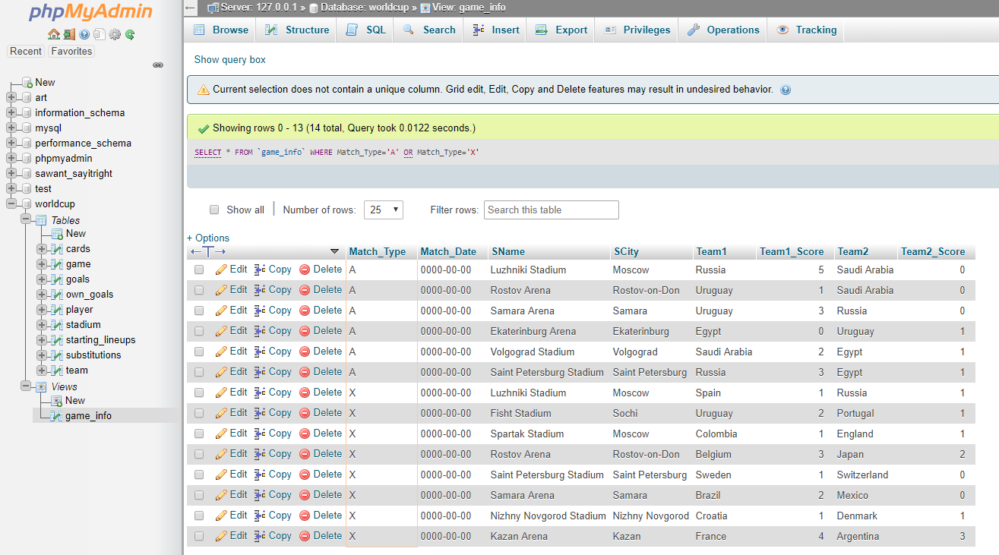 phpMyAdmin
Recent Favorites
New
art
information_schema
mysql
performance_schema
phpmyadmin
sawant_sayitright
test
worldcup
Tables
New
cards
game
goals
own_goals
player
stadium
starting_lineups
substitutions
team
Views
New
game_info
Server: 127.0.0.1 » Database: worldcup » View: game_info
Browse Structure SQL Search Insert Export Privileges Operations Tracking
Show query box
Current selection does not contain a unique column. Grid edit, Edit, Copy and Delete features may result in undesired behavior.
Showing rows 0 - 13 (14 total, Query took 0.0122 seconds.)
SELECT * FROM `game_info` WHERE Match_Type='A' OR Match_Type='X'
Show all | Number of rows: 25 Filter rows: Search this table
+ Options
←T→ Match_Type Match_Date SName SCity Team1 Team1_Score Team2 Team2_Score
Edit Copy Delete A 0000-00-00 Luzhniki Stadium Moscow Russia 5 Saudi Arabia 0
Edit Copy Delete A 0000-00-00 Rostov Arena Rostov-on-Don Uruguay 1 Saudi Arabia 0
Edit Copy Delete A 0000-00-00 Samara Arena Samara Uruguay 3 Russia 0
Edit Copy Delete A 0000-00-00 Ekaterinburg Arena Ekaterinburg Egypt 0 Uruguay 1
Edit Copy Delete A 0000-00-00 Volgograd Stadium Volgograd Saudi Arabia 2 Egypt 1
Edit Copy Delete A 0000-00-00 Saint Petersburg Stadium Saint Petersburg Russia 3 Egypt 1
Edit Copy Delete X 0000-00-00 Luzhniki Stadium Moscow Spain 1 Russia 1
Edit Copy Delete X 0000-00-00 Fisht Stadium Sochi Uruguay 2 Portugal 1
Edit Copy Delete X 0000-00-00 Spartak Stadium Moscow Colombia 1 England 1
Edit Copy Delete X 0000-00-00 Rostov Arena Rostov-on-Don Belgium 3 Japan 2
Edit Copy Delete X 0000-00-00 Saint Petersburg Stadium Saint Petersburg Sweden 1 Switzerland 0
Edit Copy Delete X 0000-00-00 Samara Arena Samara Brazil 2 Mexico 0
Edit Copy Delete X 0000-00-00 Nizhny Novgorod Stadium Nizhny Novgorod Croatia 1 Denmark 1
Edit Copy Delete X 0000-00-00 Kazan Arena Kazan France 4 Argentina 3